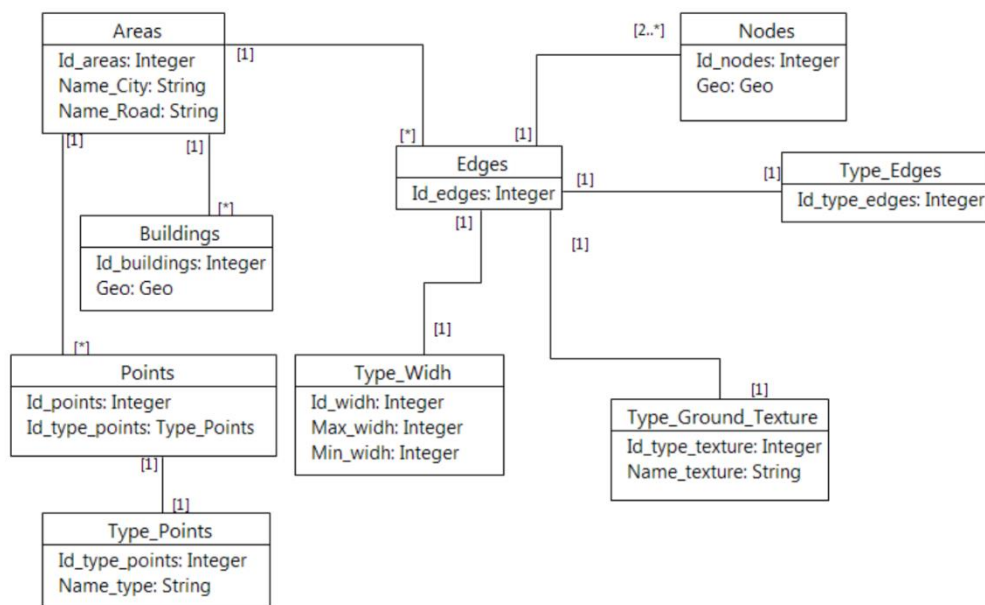 Areas
Id_areas: Integer
Name_City: String
Name_Road: String
[1]
[1]
[1]
[*]
[2..*]
Nodes
Id_nodes: Integer
Geo: Geo
[1]
Edges
Id_edges: Integer
[1]
[1]
Type_Edges
Id_type_edges: Integer
[*]
Buildings
Id_buildings: Integer
Geo: Geo
[1]
[1]
[*]
Points
Id_points: Integer
Id_type_points: Type_Points
[1]
[1]
Type_Widh
Id_widh: Integer
Max_widh: Integer
Min_widh: Integer
[1]
Type_Ground_Texture
Id_type_texture: Integer
Name_texture: String
[1]
Type_Points
Id_type_points: Integer
Name_type: String